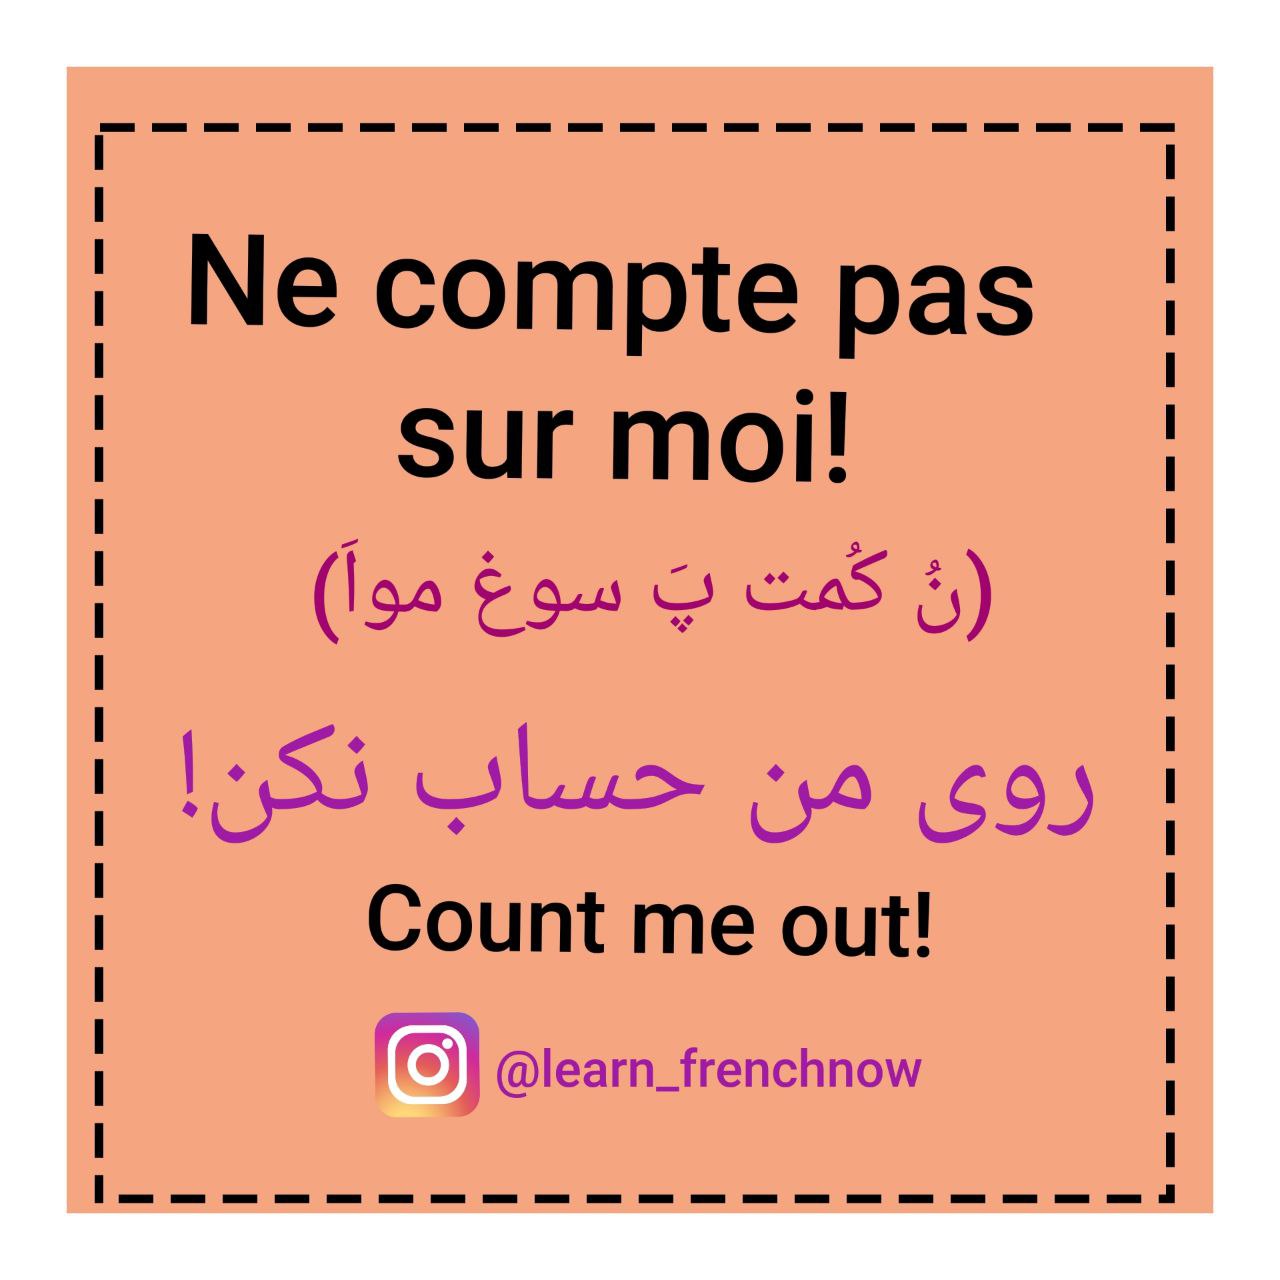 Ne compte pas
sur moi!
(نُ کُمت پَ سوغ مواَ)
روی من حساب نکن!
Count me out!
@learn_frenchnow